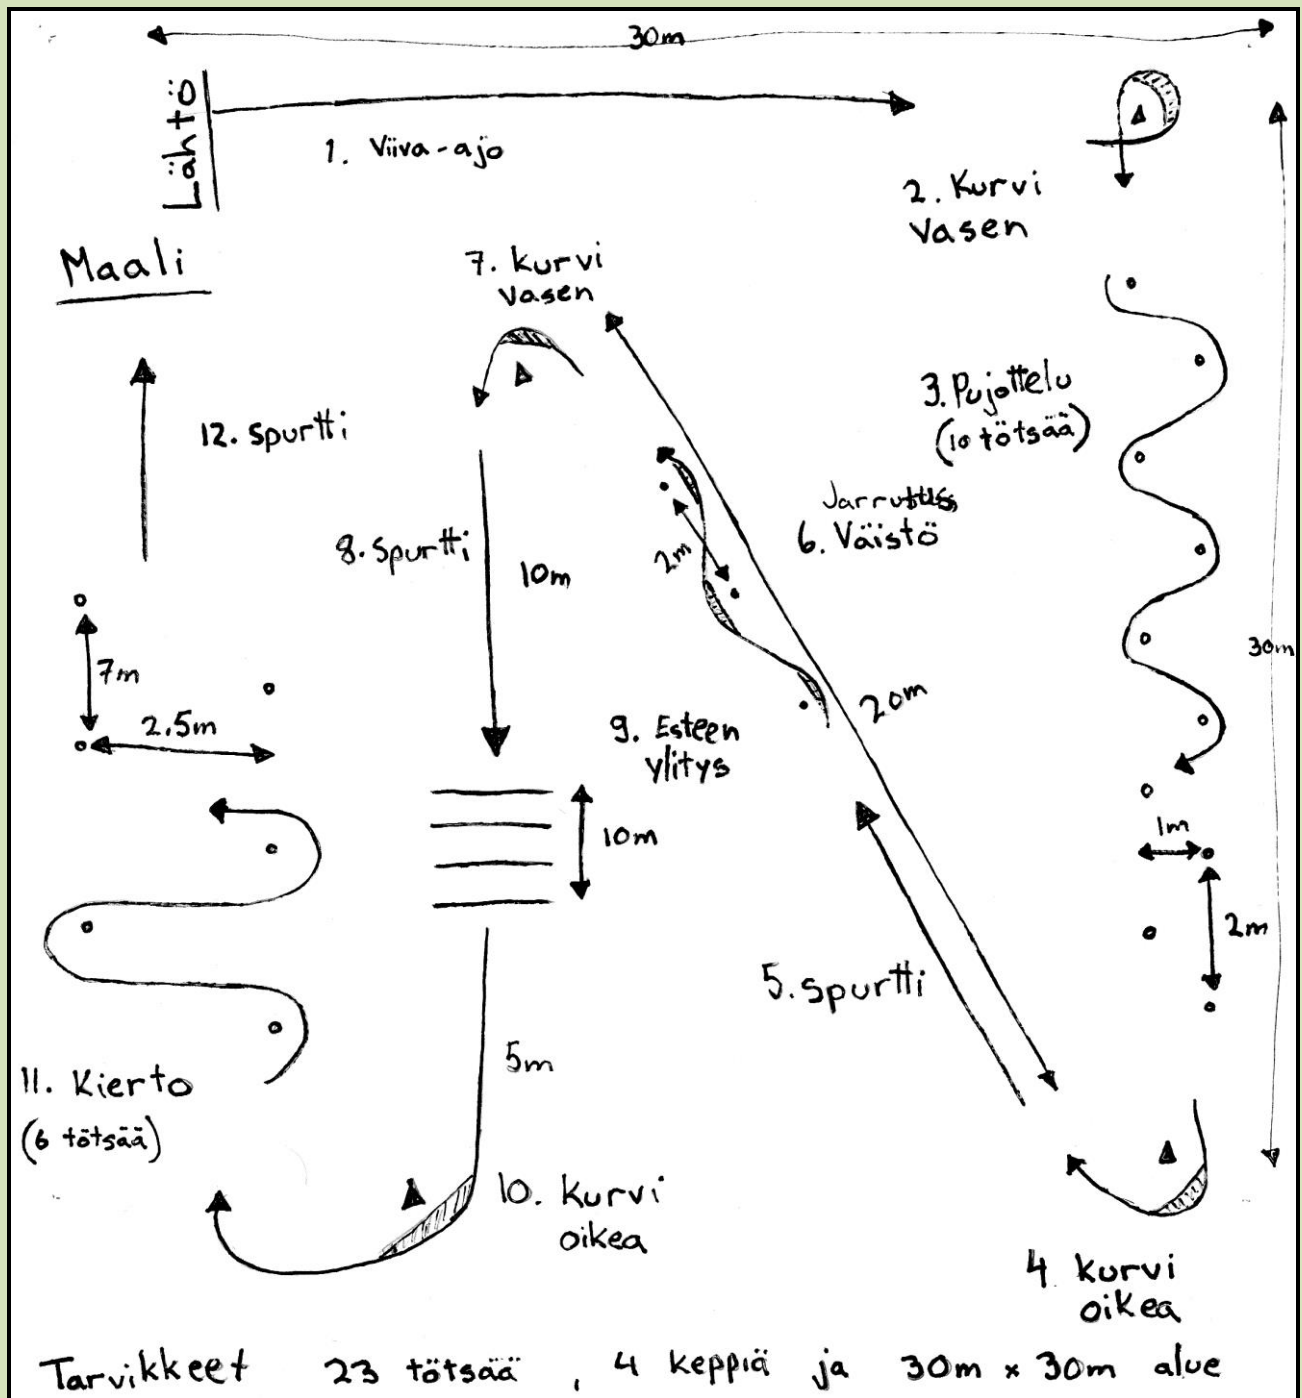 30m
Lähtö
1. Viiva-ajo
2. Kurvi
Vasen
Maali
7. Kurvi
Vasen
3. Pujottelu
(10 tötsää)
12. Spurtti
6. Väistö
8. Spurtti
10m
2m
30m
7m
2.5m
20m
9. Esteen
ylitys
10m
1m
2m
5. Spurtti
5m
11. Kierto
(6 tötsää)
10. Kurvi
oikea
4 Kurvi
oikea
Tarvikkeet 23 tötsää , 4 keppiä ja 30m x 30m alue